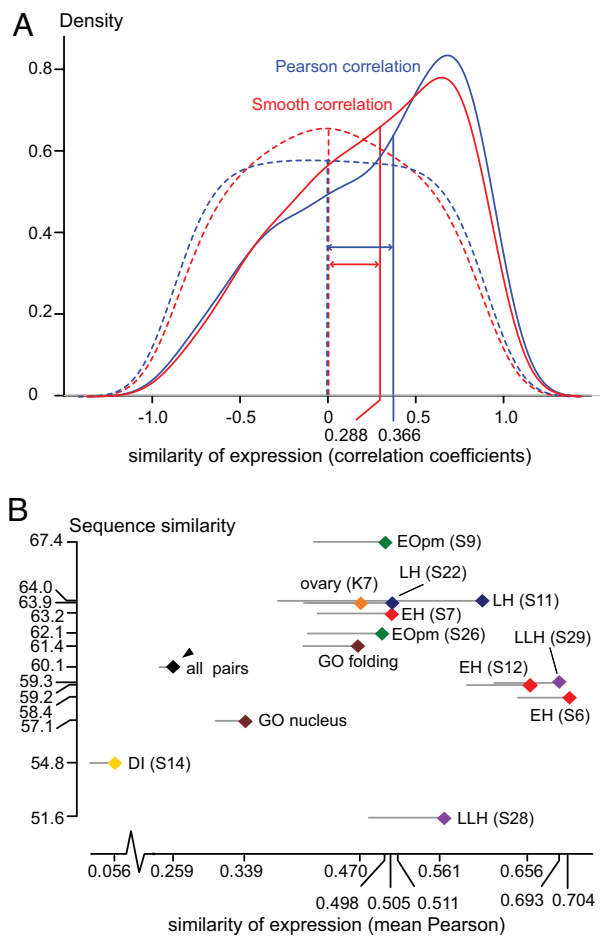 A
Density
0.8
Pearson correlation
Smooth correlation
0.6
0.4
0.2
0
-1.0 -0.5 0 0.5 1.0
0.288 0.366
similarity of expression (correlation coefficients)
B
Sequence similarity
67.4
EOpm (S9)
64.0
ovary (K7)
LH (S22)
63.9
LH (S11)
63.2
EH (S7)
62.1
EOpm (S26)
LLH (S29)
61.4
GO folding
60.1
all pairs
EH (S12)
59.3
59.2
EH (S6)
58.4
57.1
GO nucleus
54.8
DI (S14)
51.6
LLH (S28)
0.056 0.259 0.339 0.470 0.561 0.656
0.498 0.505 0.511 0.693 0.704
similarity of expression (mean Pearson)